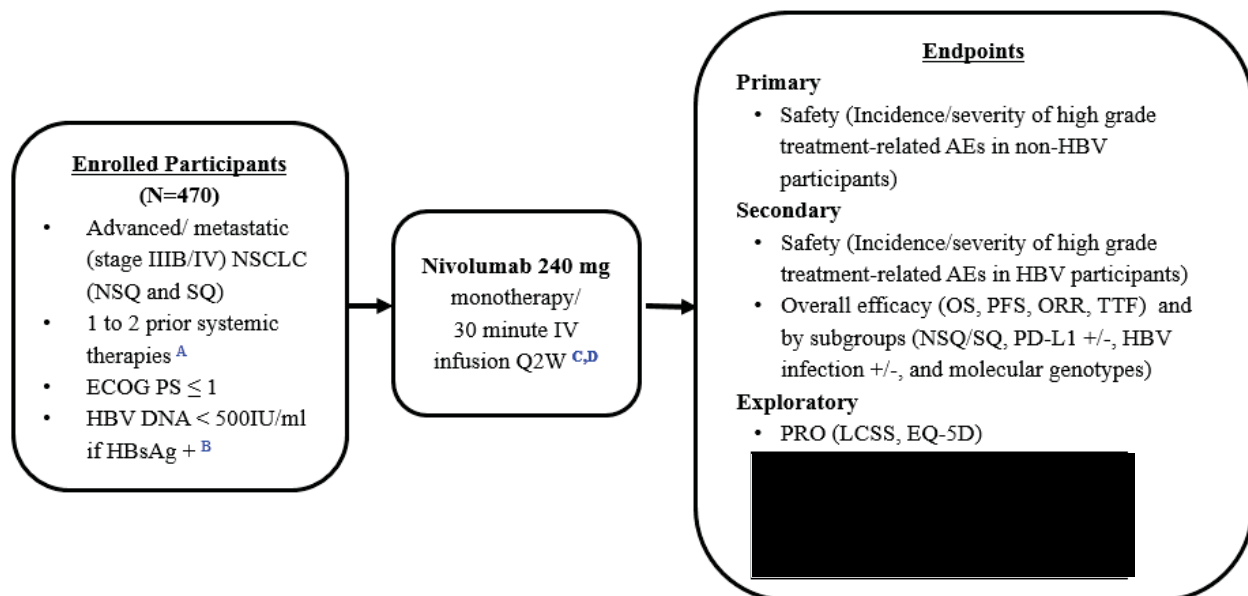 Enrolled Participants
(N=470)
• Advanced/ metastatic
(stage IIIB/IV) NSCLC
(NSQ and SQ)
• 1 to 2 prior systemic
therapies A
• ECOG PS ≤ 1
• HBV DNA < 500IU/ml
if HBsAg + B
Nivolumab 240 mg
monotherapy/
30 minute IV
infusion Q2W C,D
Endpoints
Primary
• Safety (Incidence/severity of high grade
treatment-related AEs in non-HBV
participants)
Secondary
• Safety (Incidence/severity of high grade
treatment-related AEs in HBV participants)
• Overall efficacy (OS, PFS, ORR, TTF) and
by subgroups (NSQ/SQ, PD-L1 +/-, HBV
infection +/-, and molecular genotypes)
Exploratory
• PRO (LCSS, EQ-5D)